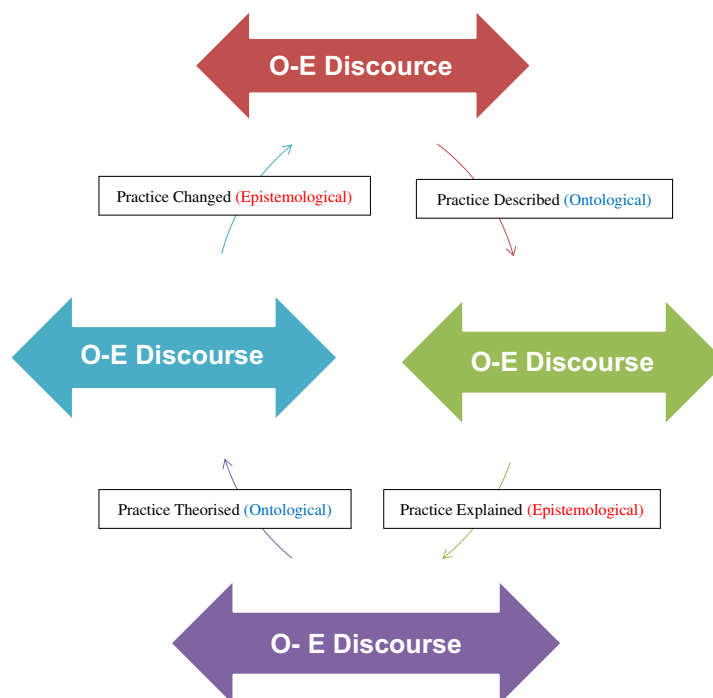 O-E Discource
Practice Changed (Epistemological)
Practice Described (Ontological)
O-E Discourse
O-E Discourse
Practice Theorised (Ontological)
Practice Explained (Epistemological)
O- E Discourse